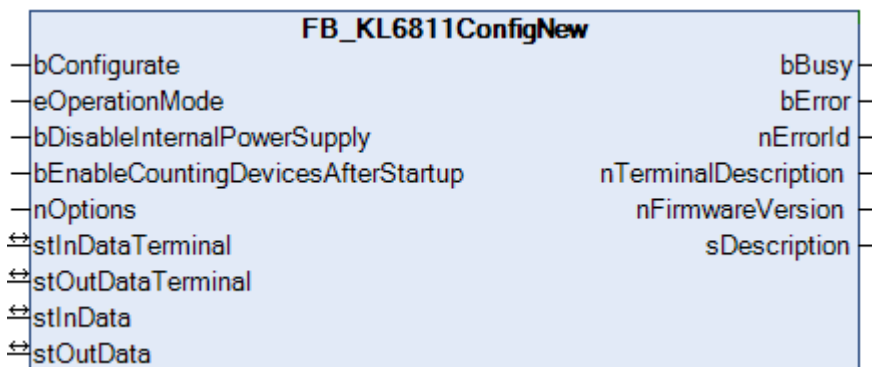 FB_KL6811ConfigNew
bConfigurate bBusy
eOperationMode bError
bDisableInternalPowerSupply nErrorId
bEnableCountingDevicesAfterStartup nTerminalDescription
nOptions nFirmwareVersion
stInDataTerminal sDescription
stOutDataTerminal
stInData
stOutData